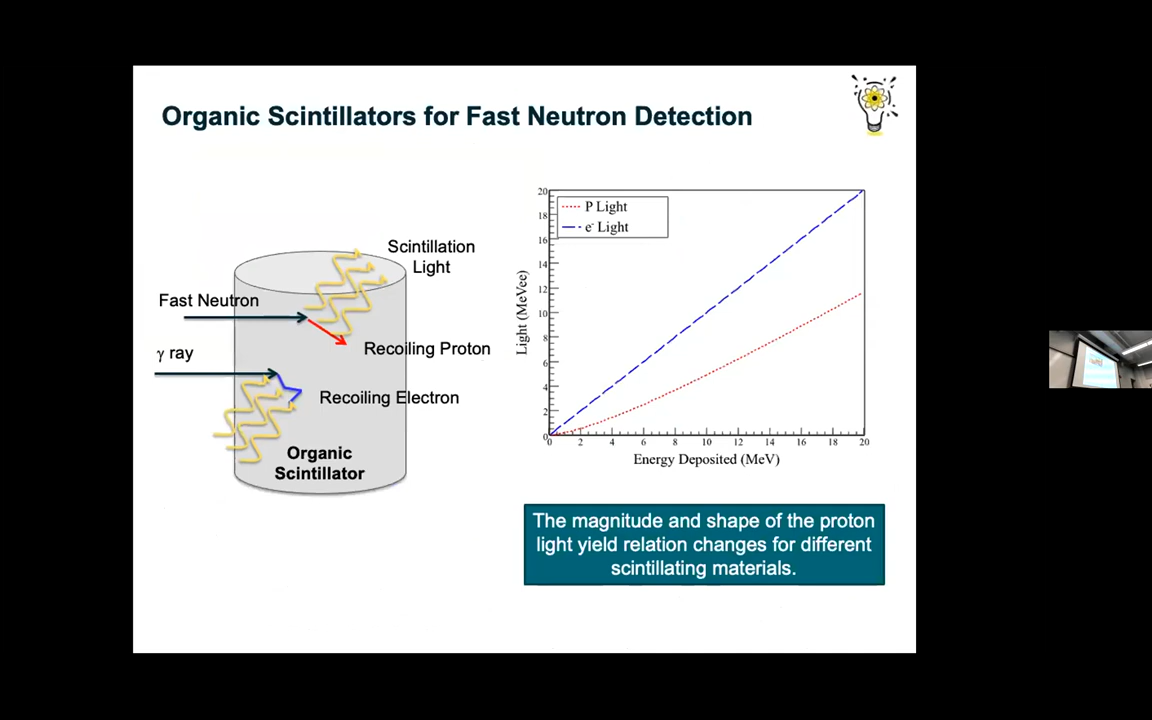 Organic Scintillators for Fast Neutron Detection
Scintillation
Light
Fast Neutron
Recoiling Proton
γ ray
Recoiling Electron
Organic
Scintillator
P Light
e⁻ Light
Light (MeVee)
20
18
16
14
12
10
8
6
4
2
0
0 2 4 6 8 10 12 14 16 18 20
Energy Deposited (MeV)
The magnitude and shape of the proton
light yield relation changes for different
scintillating materials.